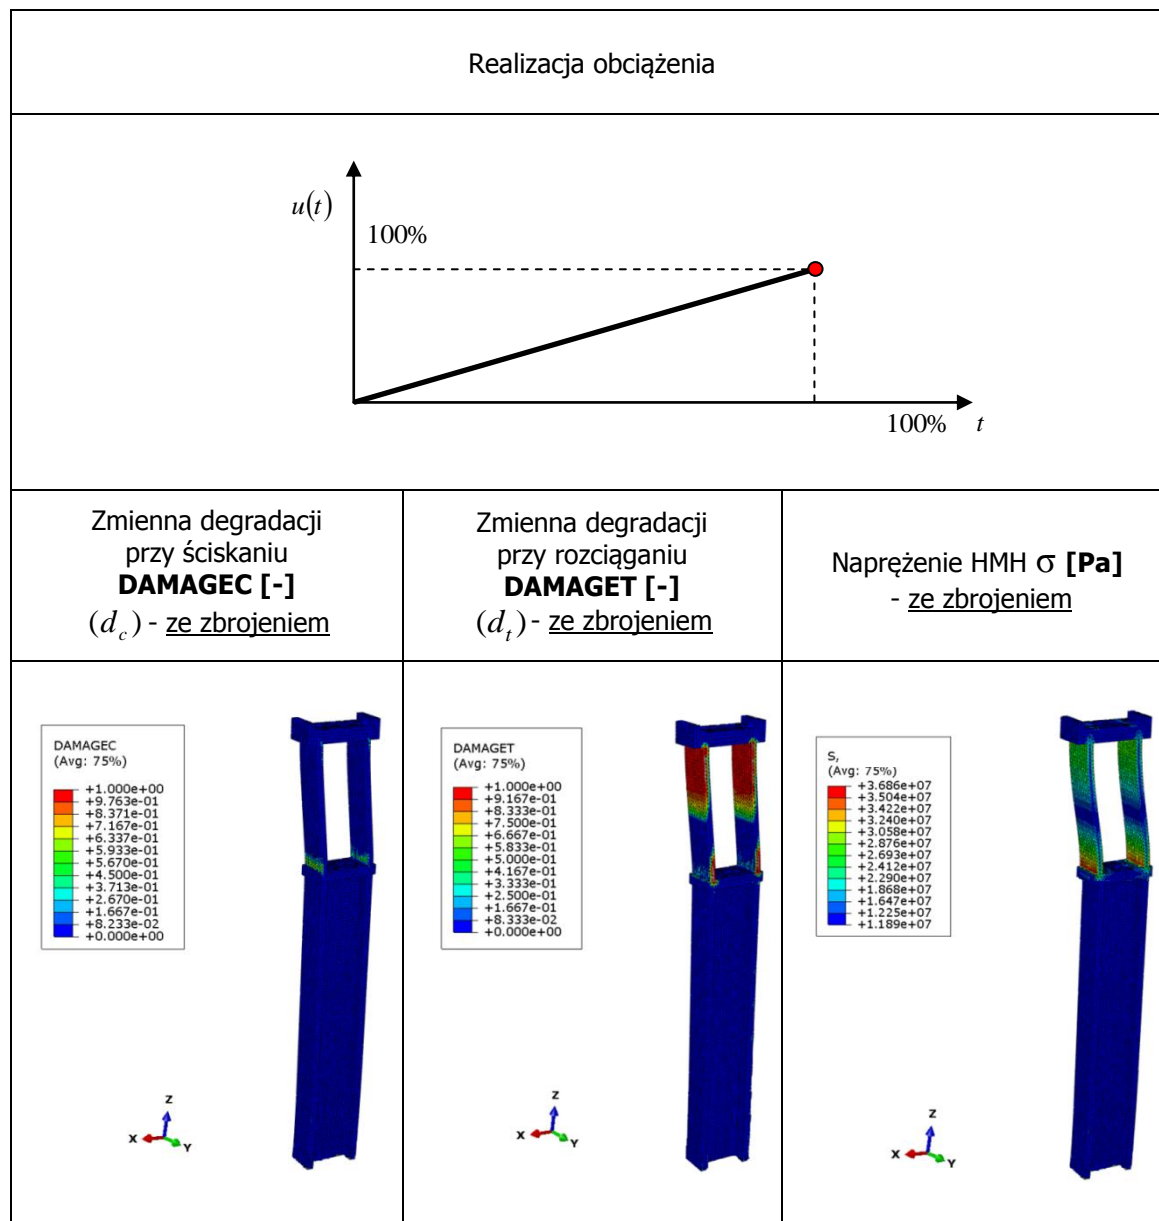 Realizacja obciążenia
u(t)
100%
100%
t
Zmienna degradacji
przy ściskaniu
DAMAGEC [-]
(d_c) - ze zbrojeniem
Zmienna degradacji
przy rozciąganiu
DAMAGET [-]
(d_t) - ze zbrojeniem
Naprężenie HMH σ [Pa]
- ze zbrojeniem
DAMAGEC
(Avg: 75%)
+1.000e+00
+9.763e-01
+8.371e-01
+7.167e-01
+6.337e-01
+5.933e-01
+5.670e-01
+4.500e-01
+3.713e-01
+2.670e-01
+1.667e-01
+8.233e-02
+0.000e+00
Z
X
Y
DAMAGET
(Avg: 75%)
+1.000e+00
+9.167e-01
+8.333e-01
+7.500e-01
+6.667e-01
+5.833e-01
+5.000e-01
+4.167e-01
+3.333e-01
+2.500e-01
+1.667e-01
+8.333e-02
+0.000e+00
Z
X
Y
S,
(Avg: 75%)
+3.686e+07
+3.504e+07
+3.422e+07
+3.240e+07
+3.058e+07
+2.876e+07
+2.693e+07
+2.412e+07
+2.290e+07
+1.868e+07
+1.647e+07
+1.225e+07
+1.189e+07
Z
X
Y